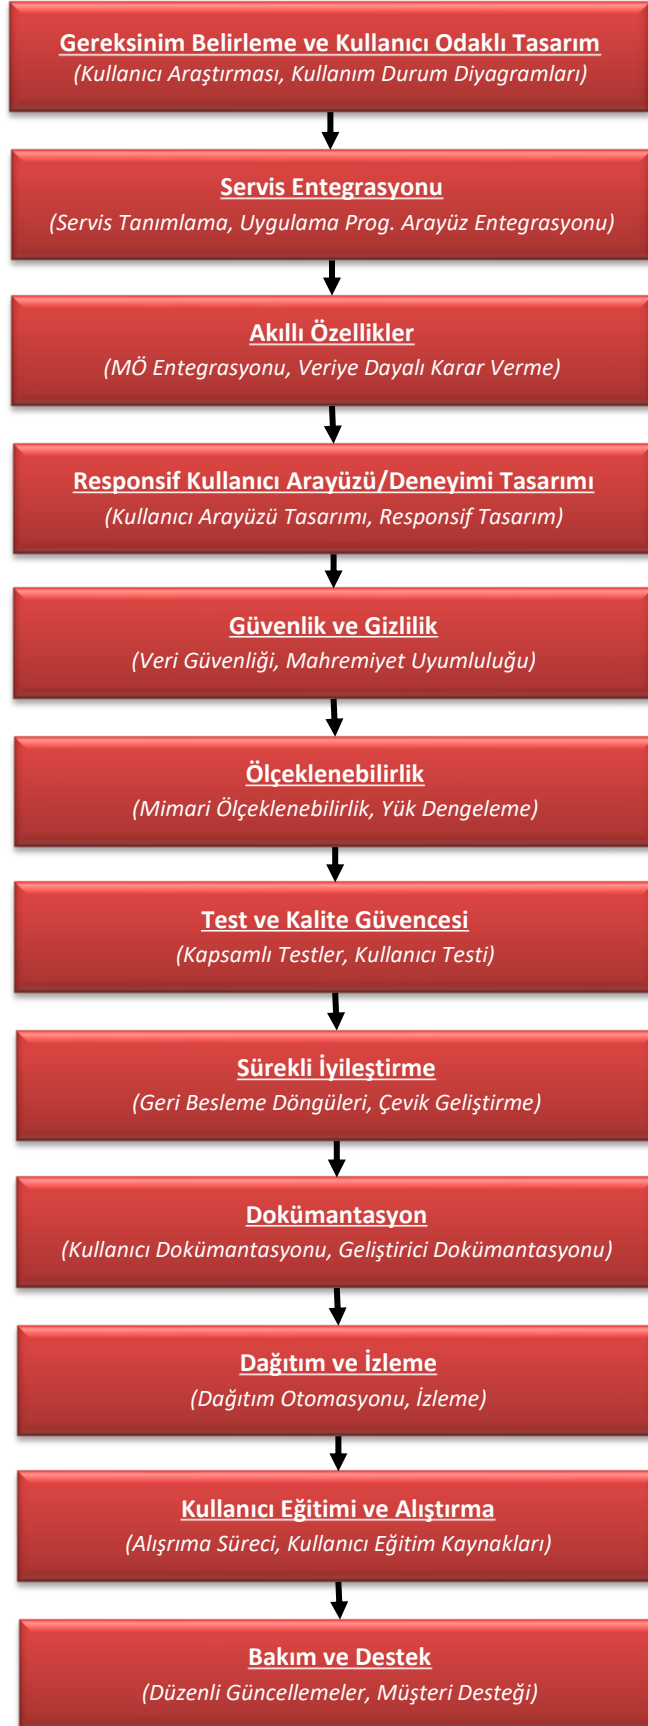 Gereksinim Belirleme ve Kullanıcı Odaklı Tasarım
(Kullanıcı Araştırması, Kullanım Durum Diyagramları)
Servis Entegrasyonu
(Servis Tanımlama, Uygulama Prog. Arayüz Entegrasyonu)
Akıllı Özellikler
(MÖ Entegrasyonu, Veriye Dayalı Karar Verme)
Responsif Kullanıcı Arayüzü/Deneyimi Tasarımı
(Kullanıcı Arayüzü Tasarımı, Responsif Tasarım)
Güvenlik ve Gizlilik
(Veri Güvenliği, Mahremiyet Uyumluluğu)
Ölçeklenebilirlik
(Mimari Ölçeklenebilirlik, Yük Dengeleme)
Test ve Kalite Güvencesi
(Kapsamlı Testler, Kullanıcı Testi)
Sürekli İyileştirme
(Geri Besleme Döngüleri, Çevik Geliştirme)
Dokümantasyon
(Kullanıcı Dokümantasyonu, Geliştirici Dokümantasyonu)
Dağıtım ve İzleme
(Dağıtım Otomasyonu, İzleme)
Kullanıcı Eğitimi ve Alıştırma
(Alışrıma Süreci, Kullanıcı Eğitim Kaynakları)
Bakım ve Destek
(Düzenli Güncellemeler, Müşteri Desteği)